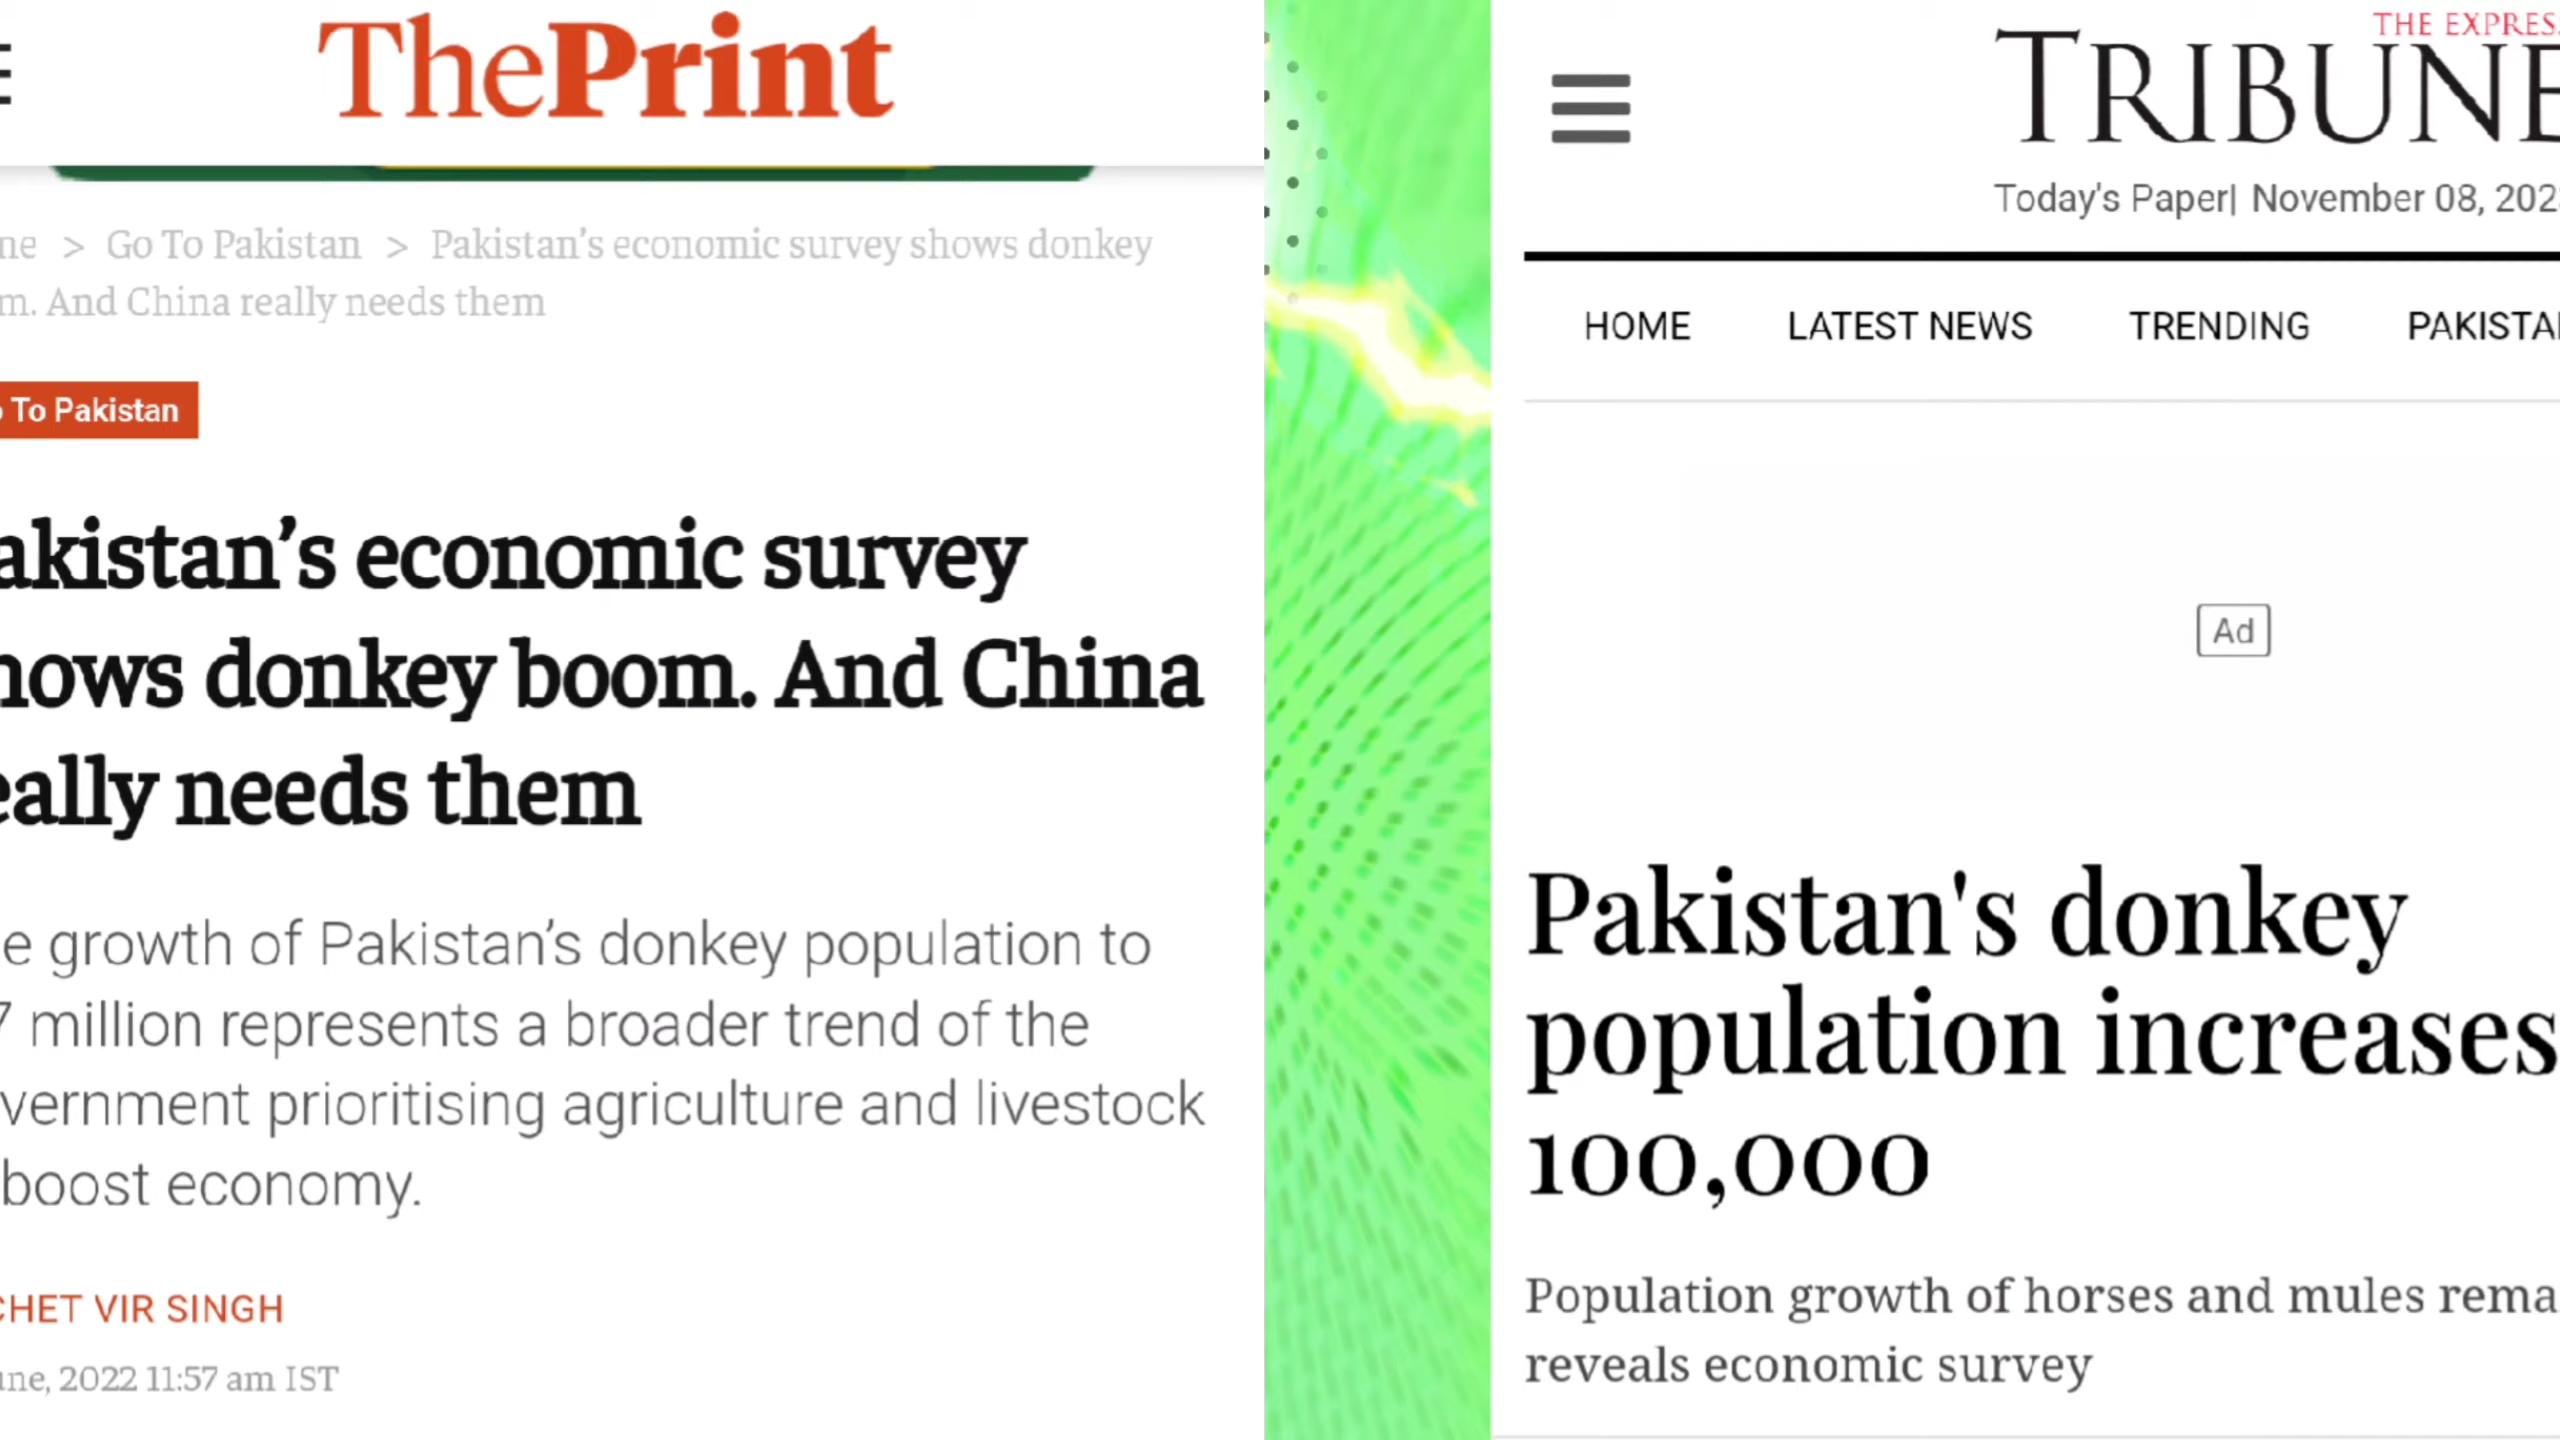 ThePrint
Go To Pakistan > Pakistan's economic survey shows donkey
And China really needs them
To Pakistan
akistan's economic survey
hows donkey boom. And China
eally needs them
e growth of Pakistan's donkey population to
7 million represents a broader trend of the
vernment prioritising agriculture and livestock
boost economy.
CHET VIR SINGH
une, 2022 11:57 am IST
THE EXPRES
TRIBUNE
Today's Paper| November 08, 202
HOME LATEST NEWS TRENDING PAKISTA
Ad
Pakistan's donkey
population increases
100,000
Population growth of horses and mules rema
reveals economic survey